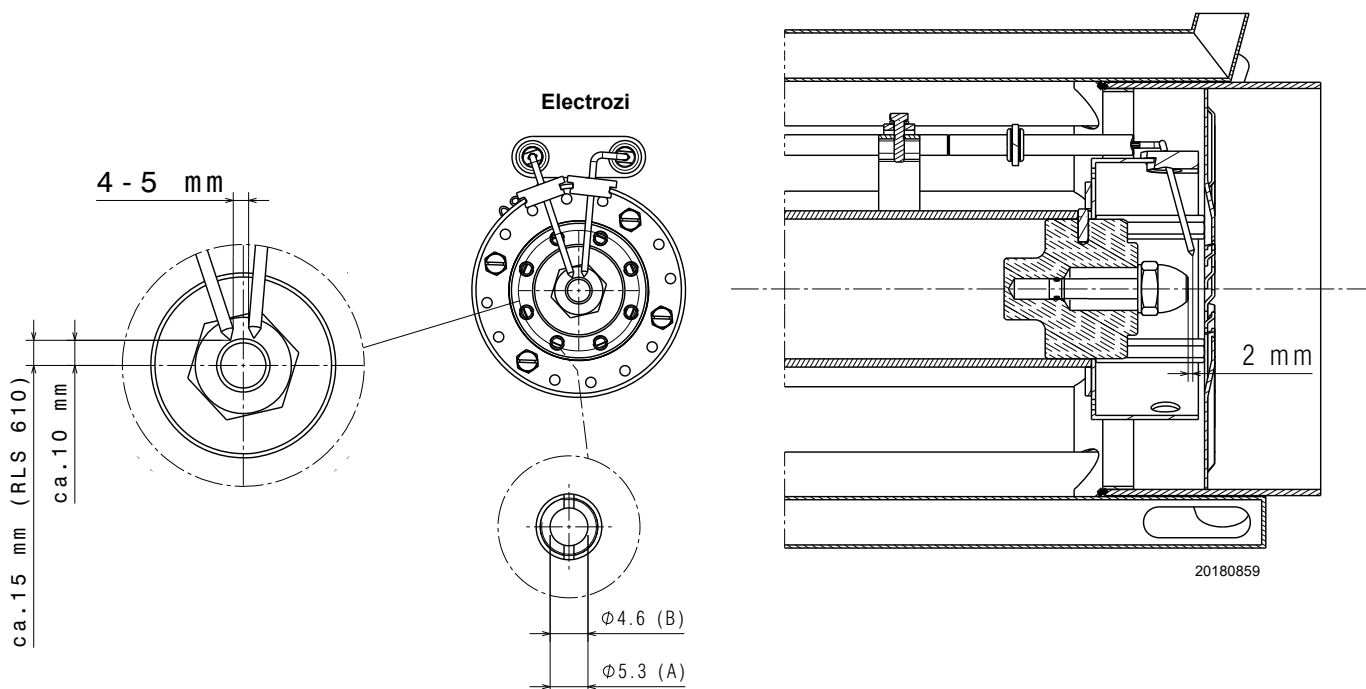 Electrozi
4 - 5 mm
ca.15 mm (RLS 610)
ca.10 mm
2 mm
20180859
Φ4.6 (B)
Φ5.3 (A)